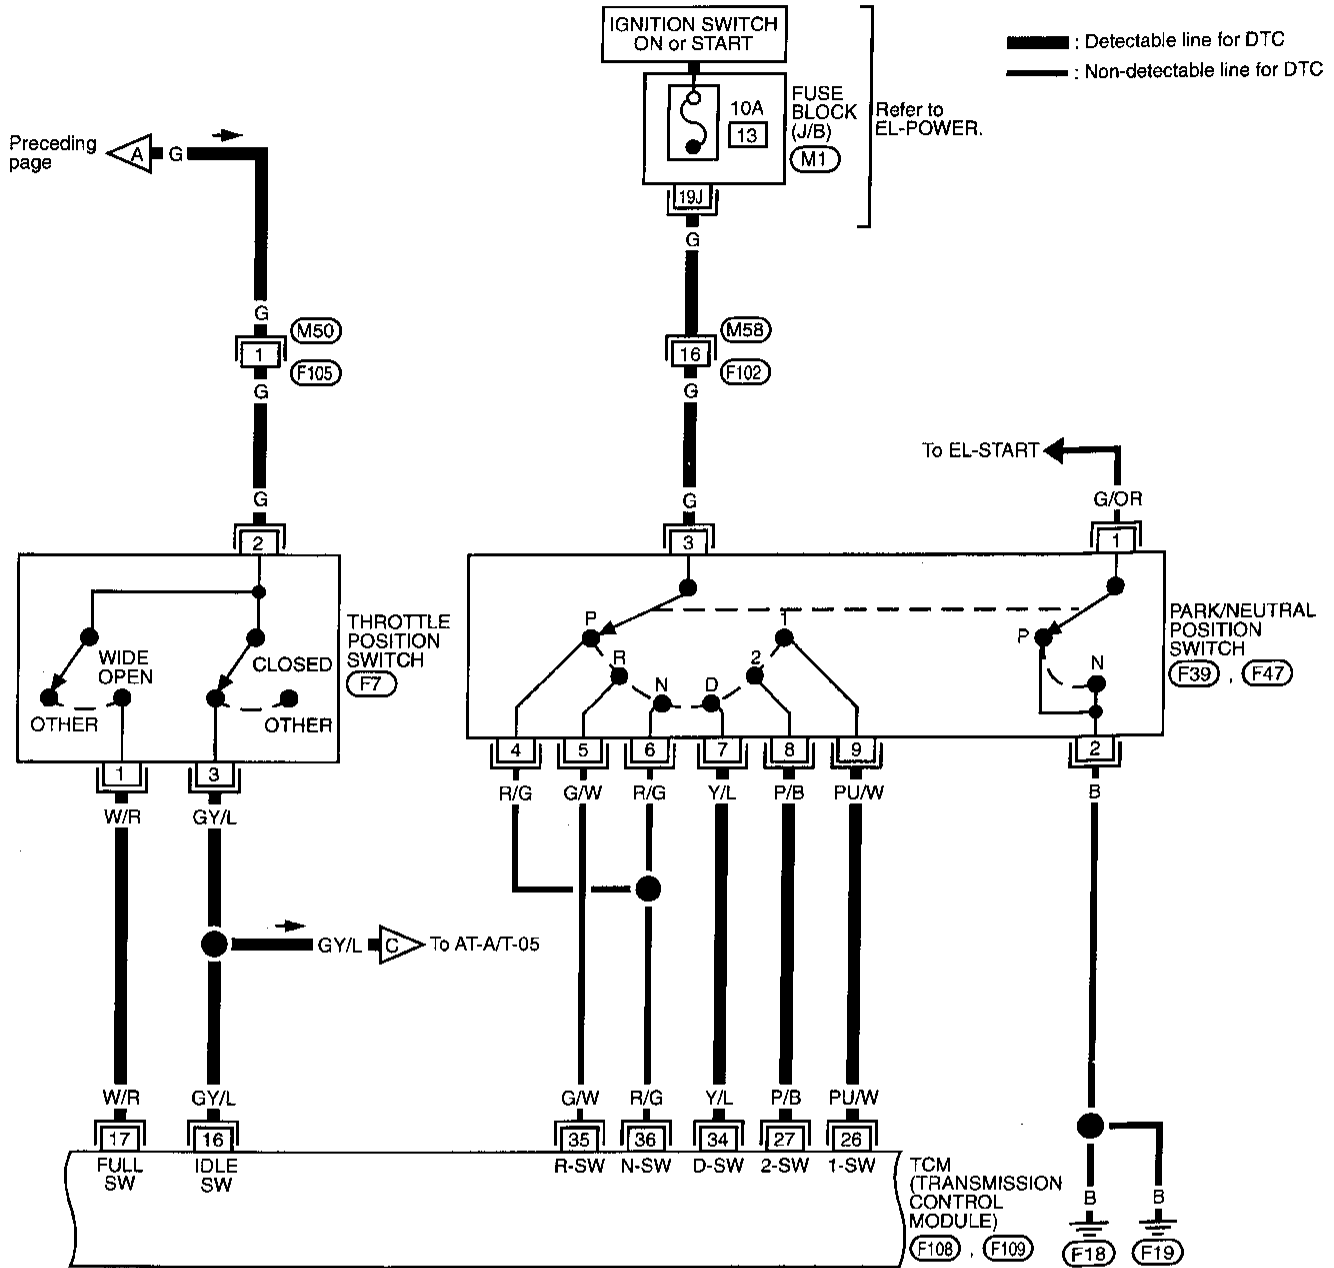 IGNITION SWITCH
ON or START
: Detectable line for DTC
: Non-detectable line for DTC
10A
13
FUSE
BLOCK
(J/B)
M1
Refer to
EL-POWER.
Preceding
page
A
G
19J
G
G
M50
1
F105
G
M58
16
F102
G
To EL-START
G/OR
G
G
2
3
1
THROTTLE
POSITION
SWITCH
F7
WIDE
OPEN
CLOSED
OTHER
OTHER
P
R
N
D
2
1
P
N
PARK/NEUTRAL
POSITION
SWITCH
F39 , F47
1
3
4
5
6
7
8
9
2
W/R
GY/L
R/G
G/W
R/G
Y/L
P/B
PU/W
B
GY/L
C
To AT-A/T-05
W/R
GY/L
G/W
R/G
Y/L
P/B
PU/W
17
16
35
36
34
27
26
FULL
SW
IDLE
SW
R-SW
N-SW
D-SW
2-SW
1-SW
TCM
(TRANSMISSION
CONTROL
MODULE)
F108 , F109
B
B
F18
F19